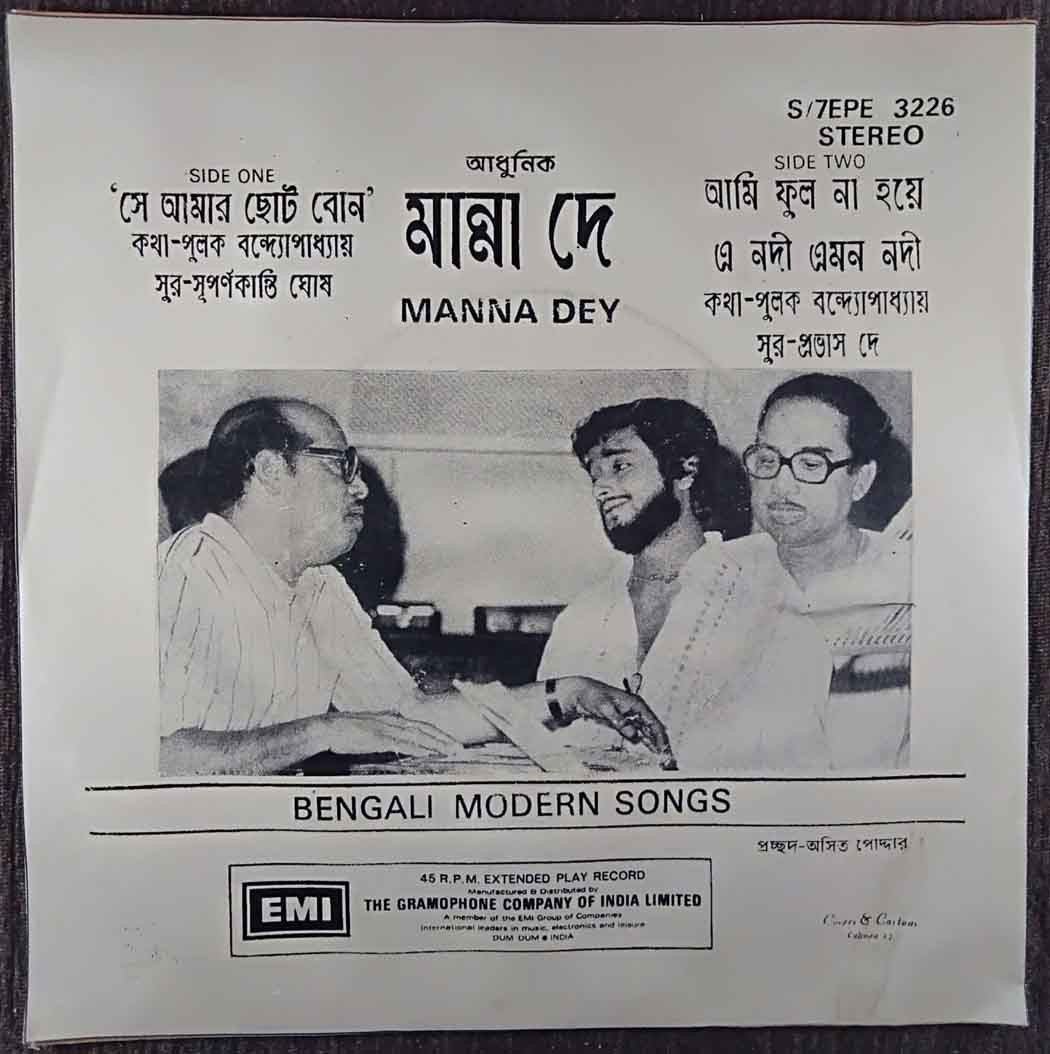 S/7EPE 3226
STEREO
আধুনিক
মান্না দে
MANNA DEY
SIDE ONE
'সে আমার ছোট বোন'
কথা-পুলক বন্দ্যোপাধ্যায়
সুর-সুপর্ণকান্তি ঘোষ
SIDE TWO
আমি ফুল না হয়ে
এ নদী এমন নদী
কথা-পুলক বন্দ্যোপাধ্যায়
সুর-প্রভাস দে
BENGALI MODERN SONGS
প্রচ্ছদ-অসিত পোদ্দার
EMI
45 R.P.M. EXTENDED PLAY RECORD
Manufactured & Distributed by
THE GRAMOPHONE COMPANY OF INDIA LIMITED
A member of the EMI Group of Companies
International leaders in music, electronics and leisure
DUM DUM INDIA
Covers & Cartons